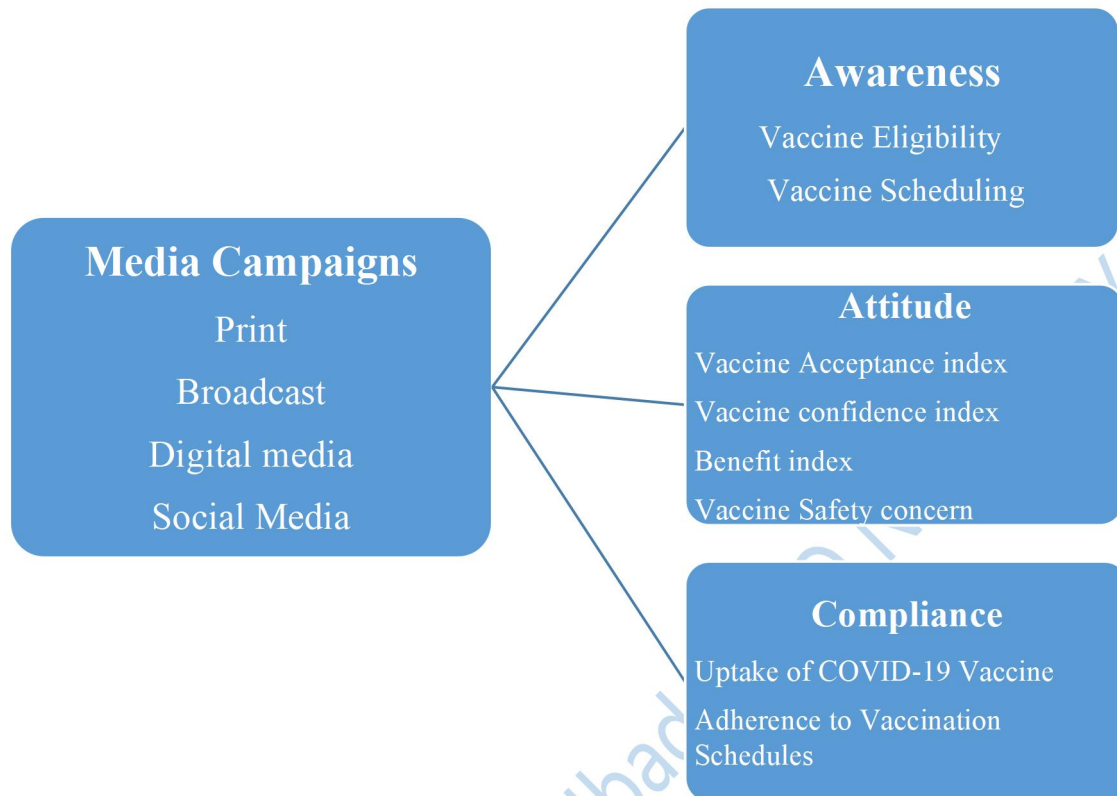 Media Campaigns
Print
Broadcast
Digital media
Social Media
Awareness
Vaccine Eligibility
Vaccine Scheduling
Attitude
Vaccine Acceptance index
Vaccine confidence index
Benefit index
Vaccine Safety concern
Compliance
Uptake of COVID-19 Vaccine
Adherence to Vaccination
Schedules